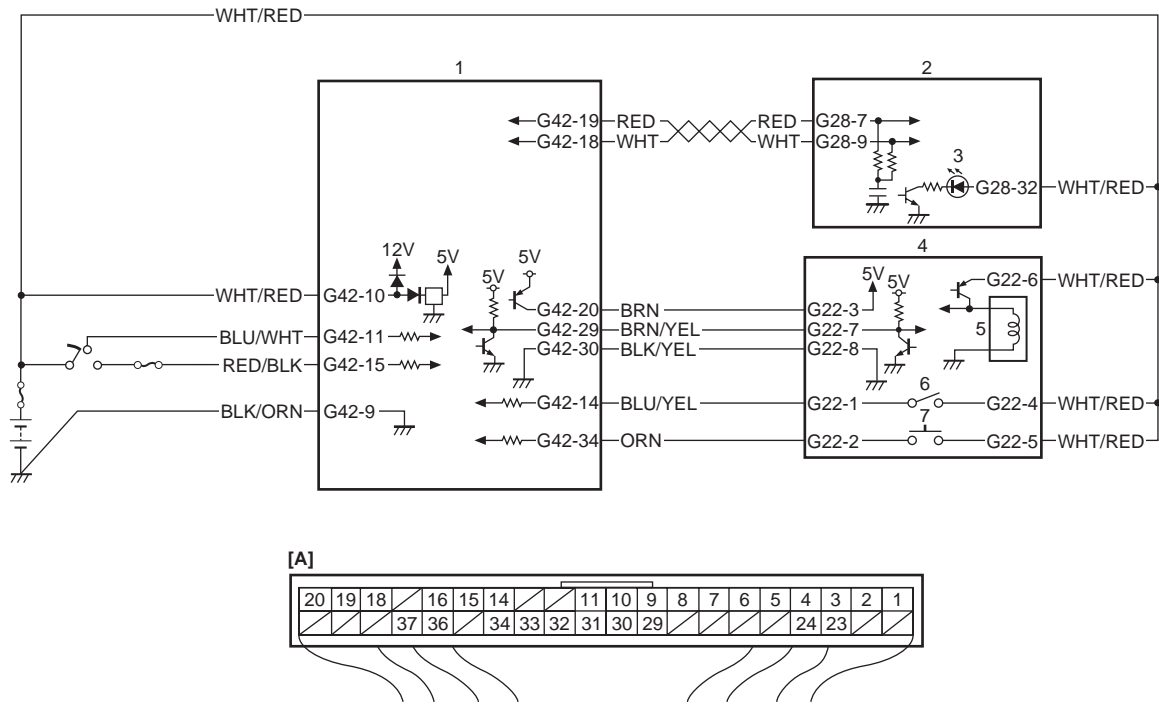 WHT/RED
1 2
G42-19 RED RED G28-7
G42-18 WHT WHT G28-9
3
G28-32 WHT/RED
4
12V 5V
5V 5V
5V 5V
G22-6 WHT/RED
WHT/RED G42-10
G42-20 BRN G22-3
5
BLU/WHT G42-11
G42-29 BRN/YEL G22-7
G42-30 BLK/YEL G22-8
RED/BLK G42-15
6
G42-14 BLU/YEL G22-1 G22-4 WHT/RED
BLK/ORN G42-9
7
G42-34 ORN G22-2 G22-5 WHT/RED
[A]
20 19 18 16 15 14 11 10 9 8 7 6 5 4 3 2 1
37 36 34 33 32 31 30 29 24 23